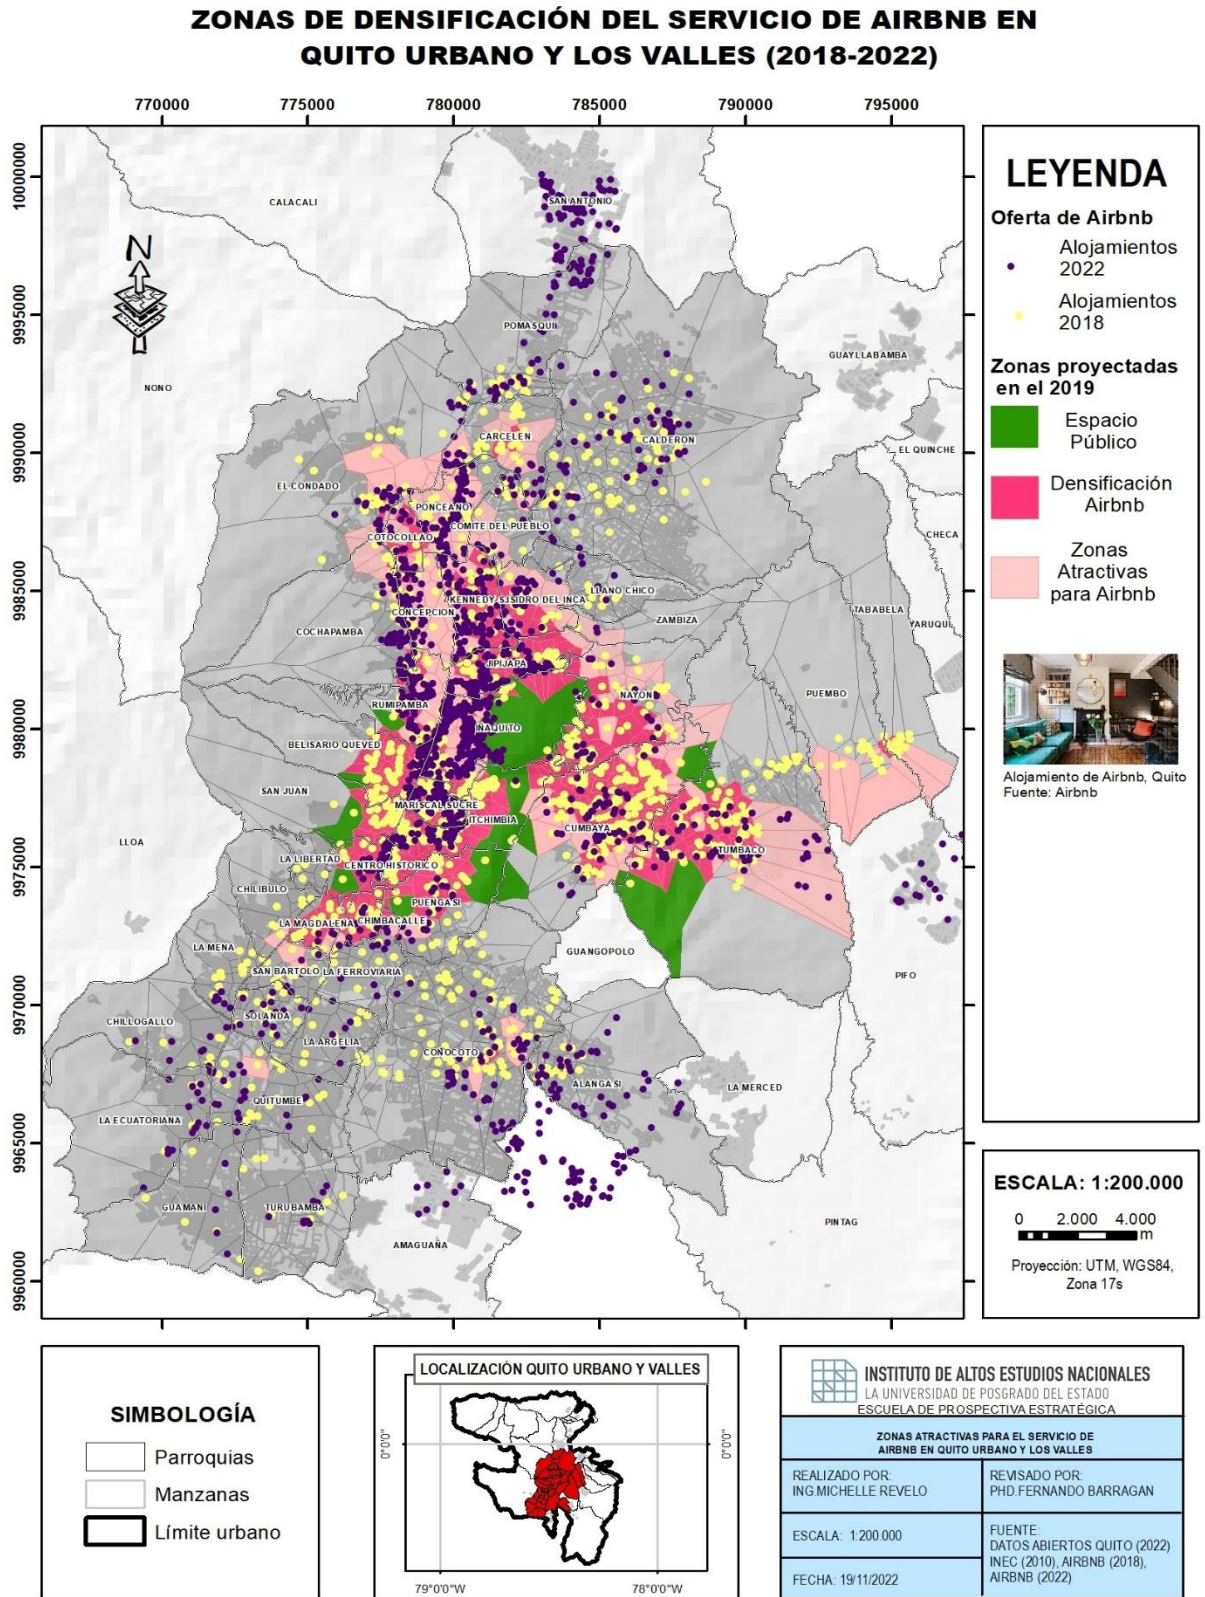 ZONAS DE DENSIFICACIÓN DEL SERVICIO DE AIRBNB EN
QUITO URBANO Y LOS VALLES (2018-2022)
770000 775000 780000 785000 790000 795000
10000000
9995000
9990000
9985000
9980000
9975000
9970000
9965000
9960000
N
CALACALI
SAN ANTONIO
POMASQUI
GUAYLLABAMBA
NONO
CARCELEN
CALDERON
EL QUINCHE
EL CONDADO
PONCEANO
COMITE DEL PUEBLO
CHECA
COTOCOLLAO
KENNEDY S.ISIDRO DEL INCA
LLANO CHICO
CONCEPCION
TABABELA
ZAMBIZA
YARUQUI
COCHAPAMBA
JIPIJAPA
NAYON
PUEMBO
RUMIPAMBA
IÑAQUITO
BELISARIO QUEVED
SAN JUAN
MARISCAL SUCRE
ITCHIMBIA
CUMBAYA
LLOA
TUMBACO
LA LIBERTAD
CENTRO HISTORICO
CHILIBULO
PUENGASI
LA MAGDALENA CHIMBACALLE
LA MENA
GUANGOPOLO
SAN BARTOLO LA FERROVIARIA
PIFO
CHILLOGALLO
SOLANDA
LA ARGELIA
CONOCOTO
ALANGASI
LA MERCED
QUITUMBE
LA ECUATORIANA
GUAMANI
TURUBAMBA
PINTAG
AMAGUAÑA
LEYENDA
Oferta de Airbnb
Alojamientos
2022
Alojamientos
2018
Zonas proyectadas
en el 2019
Espacio
Público
Densificación
Airbnb
Zonas
Atractivas
para Airbnb
Alojamiento de Airbnb, Quito
Fuente: Airbnb
ESCALA: 1:200.000
0 2.000 4.000
m
Proyección: UTM, WGS84,
Zona 17s
SIMBOLOGÍA
Parroquias
Manzanas
Límite urbano
LOCALIZACIÓN QUITO URBANO Y VALLES
0°0'0"
0°0'0"
79°0'0"W 78°0'0"W
INSTITUTO DE ALTOS ESTUDIOS NACIONALES
LA UNIVERSIDAD DE POSGRADO DEL ESTADO
ESCUELA DE PROSPECTIVA ESTRATÉGICA
ZONAS ATRACTIVAS PARA EL SERVICIO DE
AIRBNB EN QUITO URBANO Y LOS VALLES
REALIZADO POR:
ING.MICHELLE REVELO
REVISADO POR:
PHD.FERNANDO BARRAGAN
ESCALA: 1:200.000
FECHA: 19/11/2022
FUENTE:
DATOS ABIERTOS QUITO (2022)
INEC (2010), AIRBNB (2018),
AIRBNB (2022)